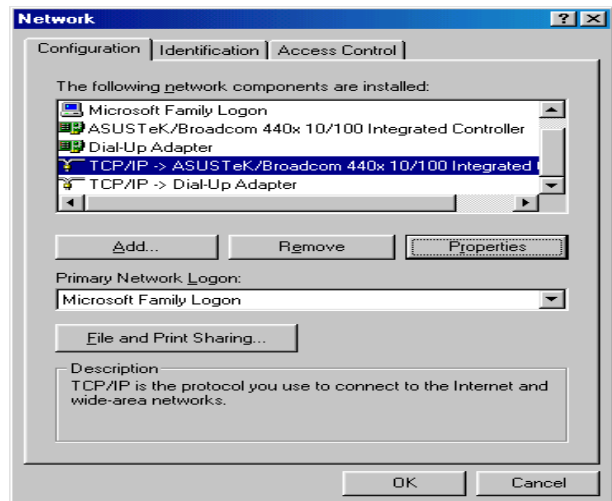 Network
Configuration Identification Access Control
The following network components are installed:
Microsoft Family Logon
ASUSTeK/Broadcom 440x 10/100 Integrated Controller
Dial-Up Adapter
TCP/IP -> ASUSTeK/Broadcom 440x 10/100 Integrated
TCP/IP -> Dial-Up Adapter
Add... Remove Properties
Primary Network Logon:
Microsoft Family Logon
File and Print Sharing...
Description
TCP/IP is the protocol you use to connect to the Internet and
wide-area networks.
OK Cancel